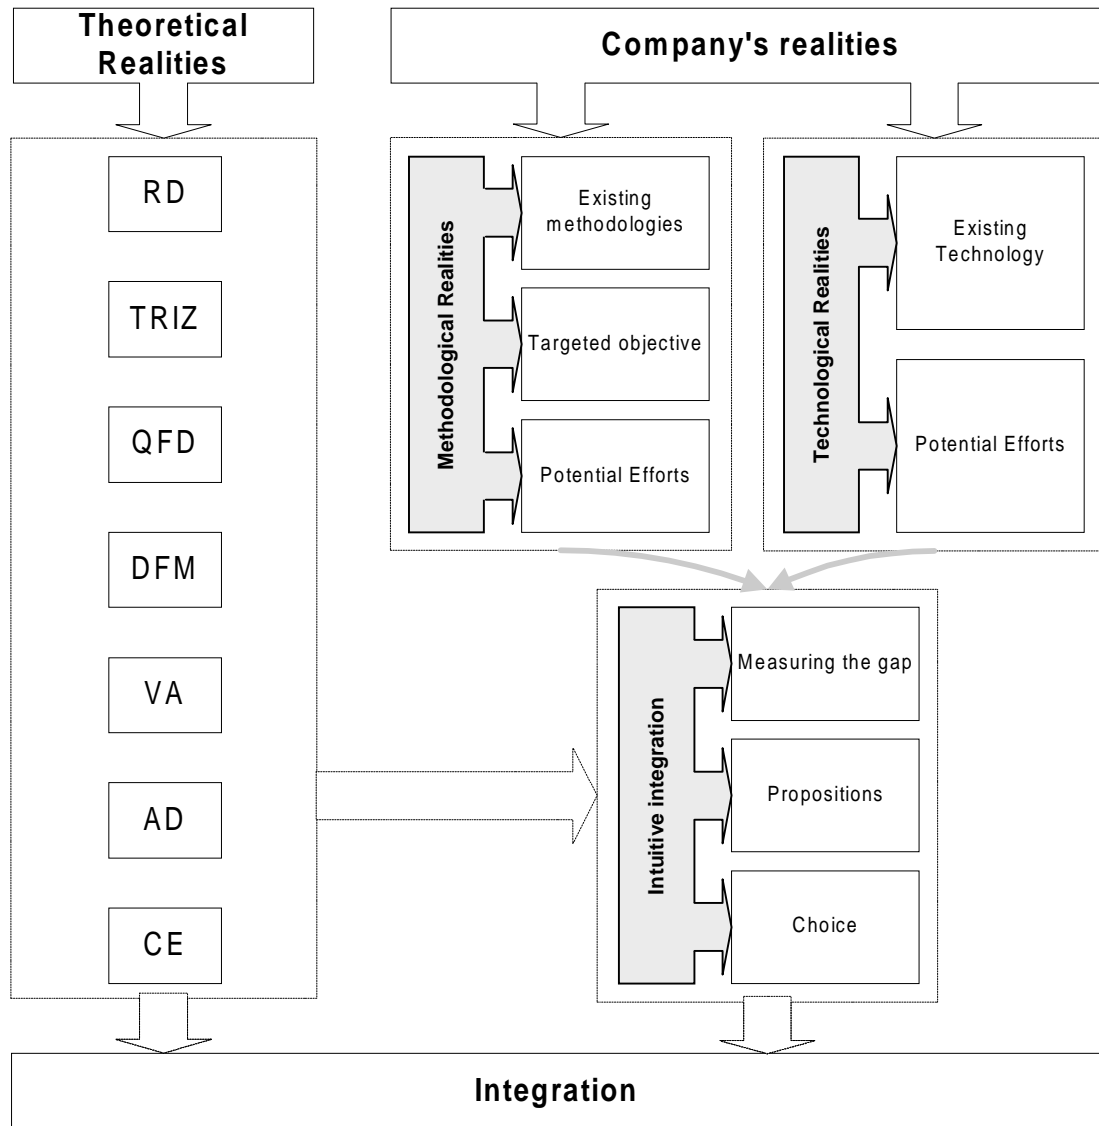 Theoretical
Realities
Company's realities
RD
TRIZ
QFD
DFM
VA
AD
CE
Methodological Realities
Existing
methodologies
Targeted objective
Potential Efforts
Technological Realities
Existing
Technology
Potential Efforts
Intuitive integration
Measuring the gap
Propositions
Choice
Integration